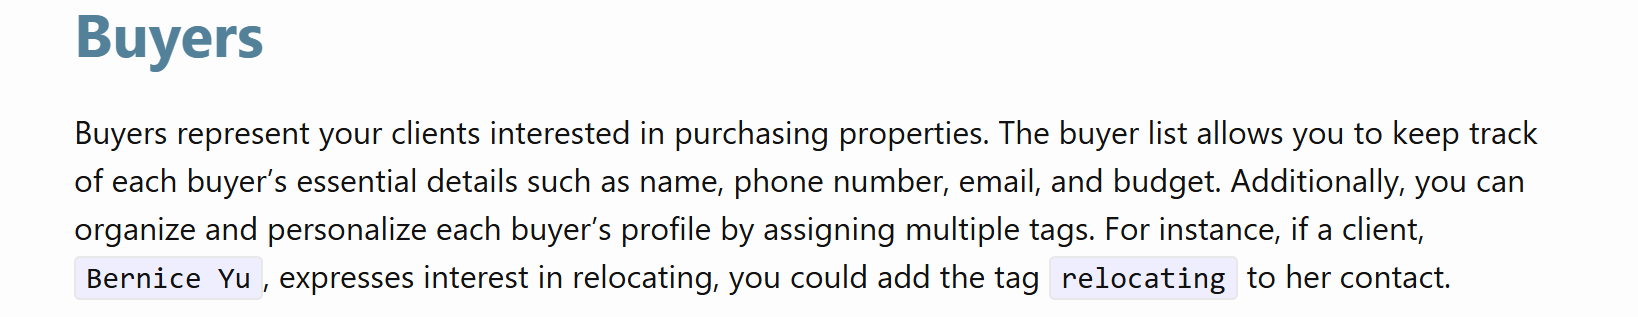 Buyers
Buyers represent your clients interested in purchasing properties. The buyer list allows you to keep track
of each buyer’s essential details such as name, phone number, email, and budget. Additionally, you can
organize and personalize each buyer’s profile by assigning multiple tags. For instance, if a client,
Bernice Yu, expresses interest in relocating, you could add the tag relocating to her contact.